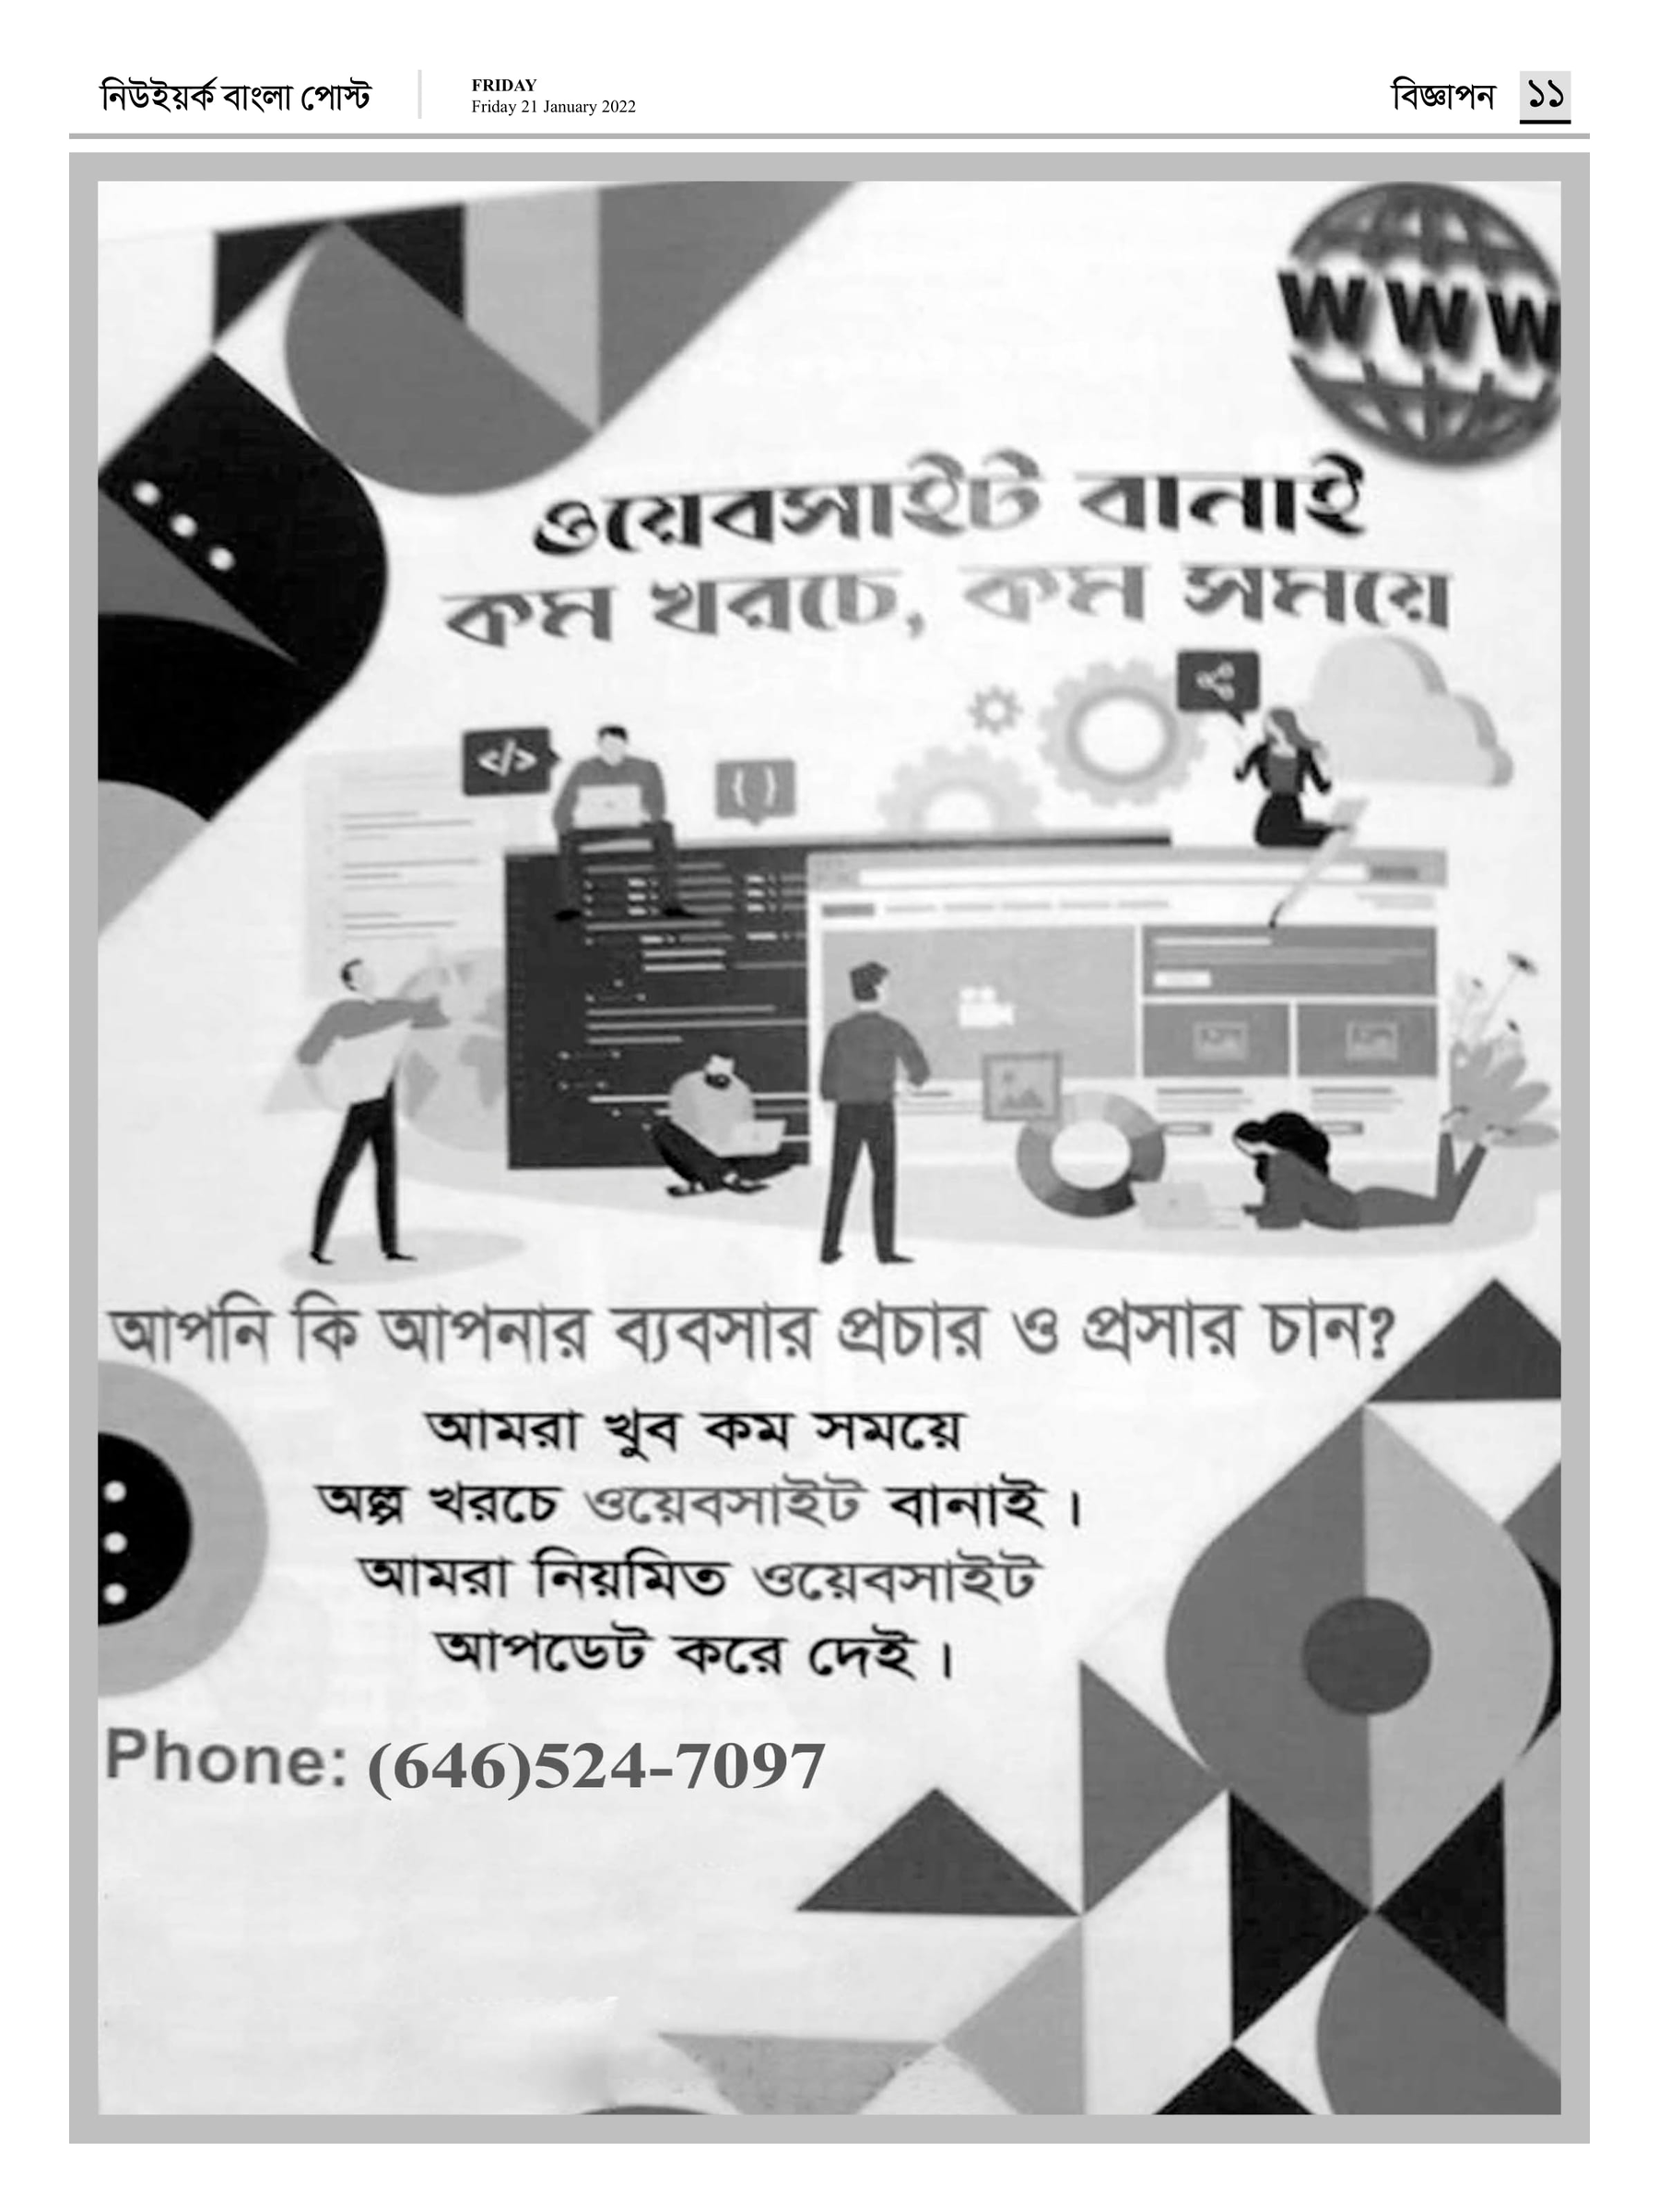 নিউইয়র্ক বাংলা পোস্ট
FRIDAY
Friday 21 January 2022
বিজ্ঞাপন ১১
WWW
ওয়েবসাইট বানাই
কম খরচে, কম সময়ে
</>
{ }
আপনি কি আপনার ব্যবসার প্রচার ও প্রসার চান?
আমরা খুব কম সময়ে
অল্প খরচে ওয়েবসাইট বানাই।
আমরা নিয়মিত ওয়েবসাইট
আপডেট করে দেই।
Phone: (646)524-7097